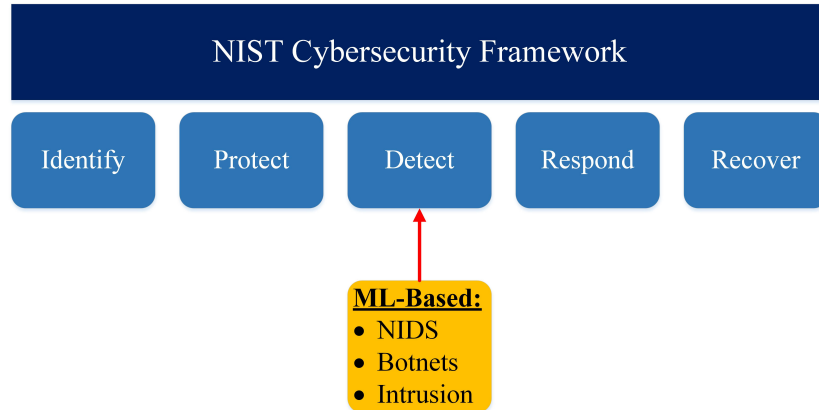 NIST Cybersecurity Framework
Identify
Protect
Detect
Respond
Recover
ML-Based:
• NIDS
• Botnets
• Intrusion